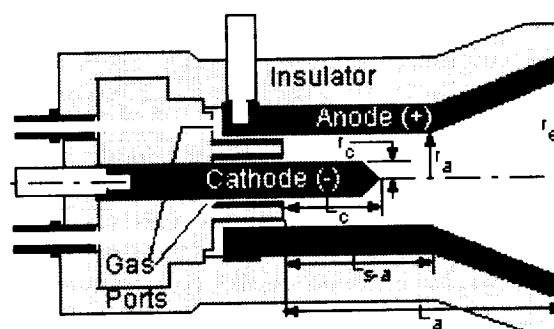 Insulator
Anode (+)
r_c
r_a
r_e
Cathode (-)
L_c
Gas
Ports
L_s-a
L_a